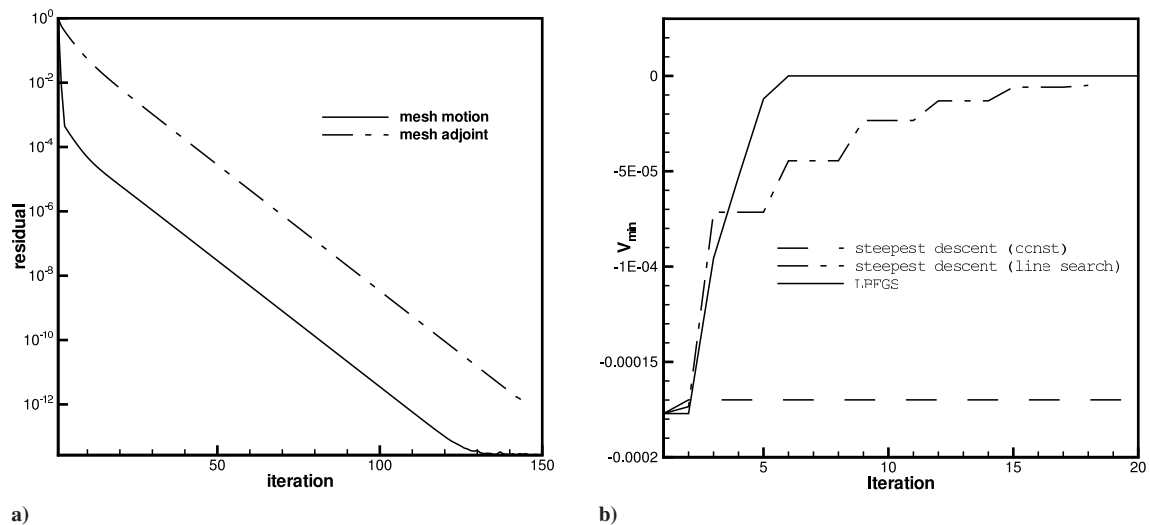 10^0
10^-2
10^-4
10^-6
10^-8
10^-10
10^-12
residual
mesh motion
mesh adjoint
50
100
150
iteration
a)
0
-5E-05
-1E-04
-0.00015
-0.0002
V_min
steepest descent (const)
steepest descent (line search)
LBFGS
5
10
15
20
Iteration
b)